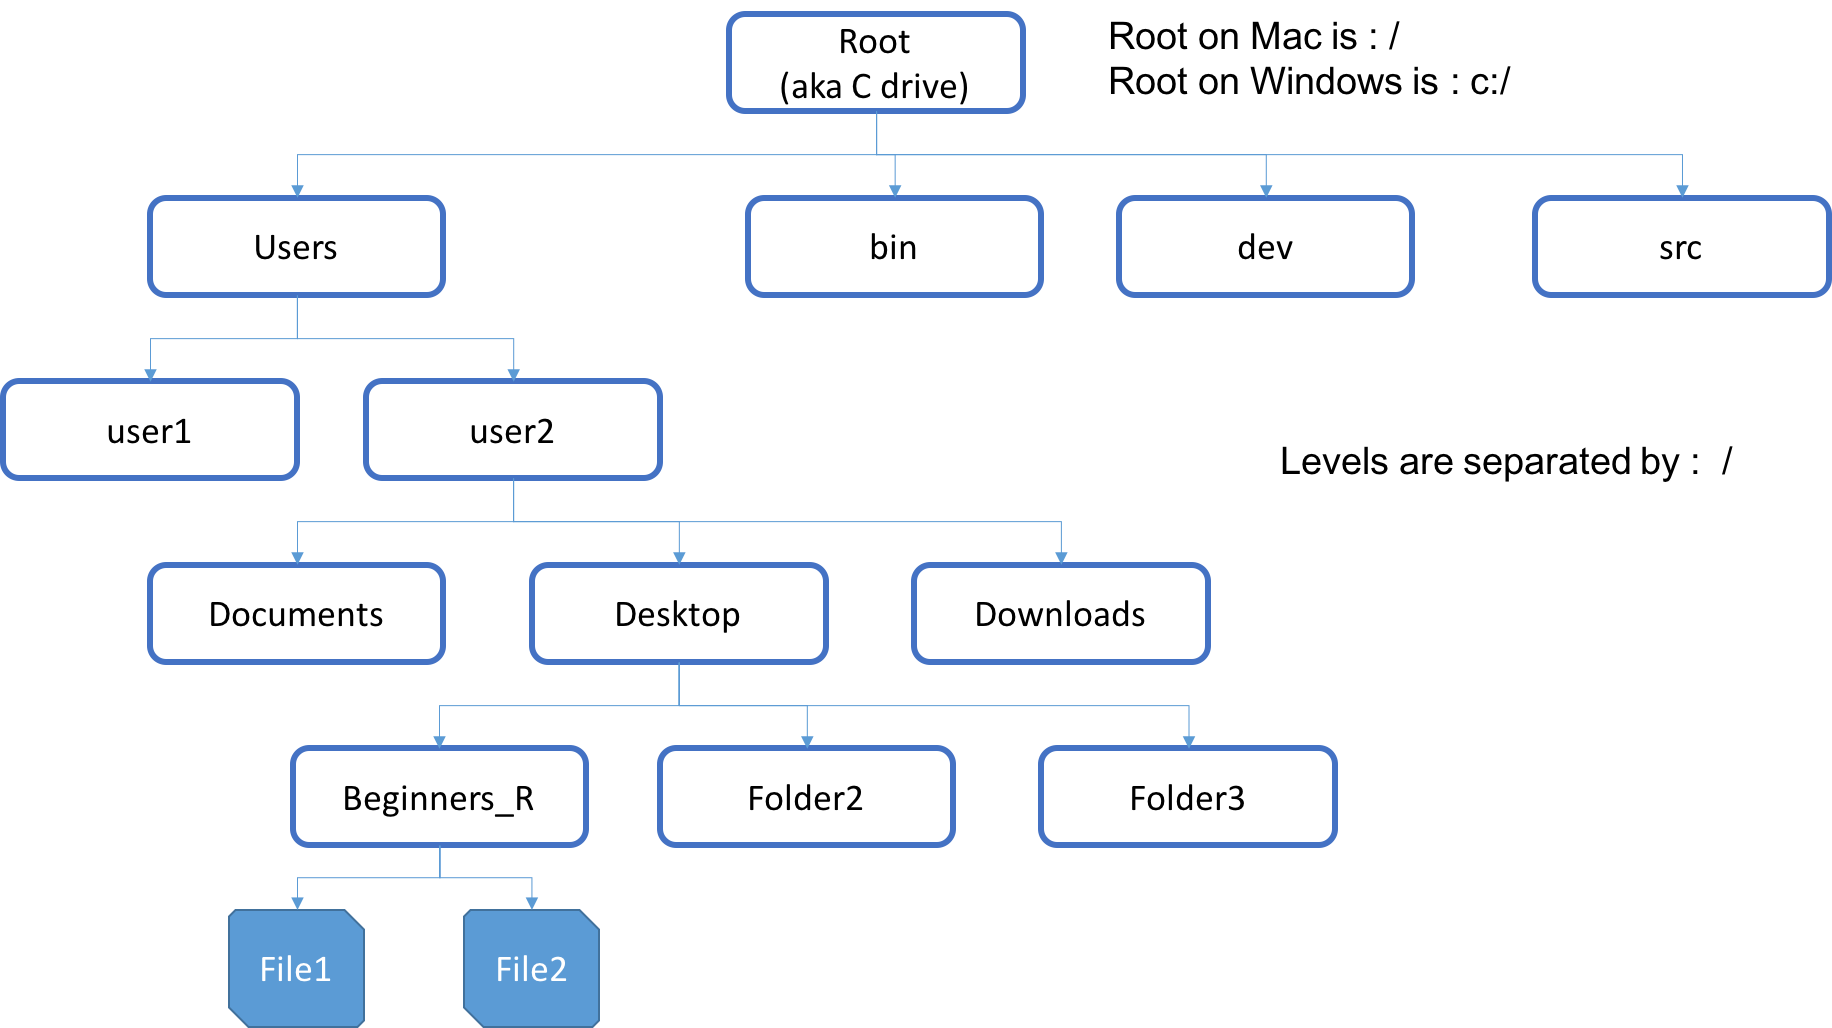 Root
(aka C drive)
Root on Mac is : /
Root on Windows is : c:/
Users
bin
dev
src
user1
user2
Levels are separated by :  /
Documents
Desktop
Downloads
Beginners_R
Folder2
Folder3
File1
File2